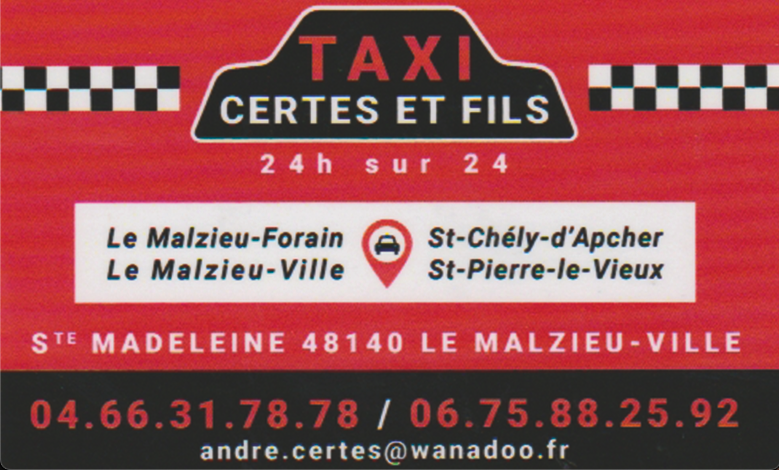 TAXI
CERTES ET FILS
24h sur 24
Le Malzieu-Forain St-Chély-d'Apcher
Le Malzieu-Ville St-Pierre-le-Vieux
STE MADELEINE 48140 LE MALZIEU-VILLE
04.66.31.78.78 / 06.75.88.25.92
andre.certes@wanadoo.fr